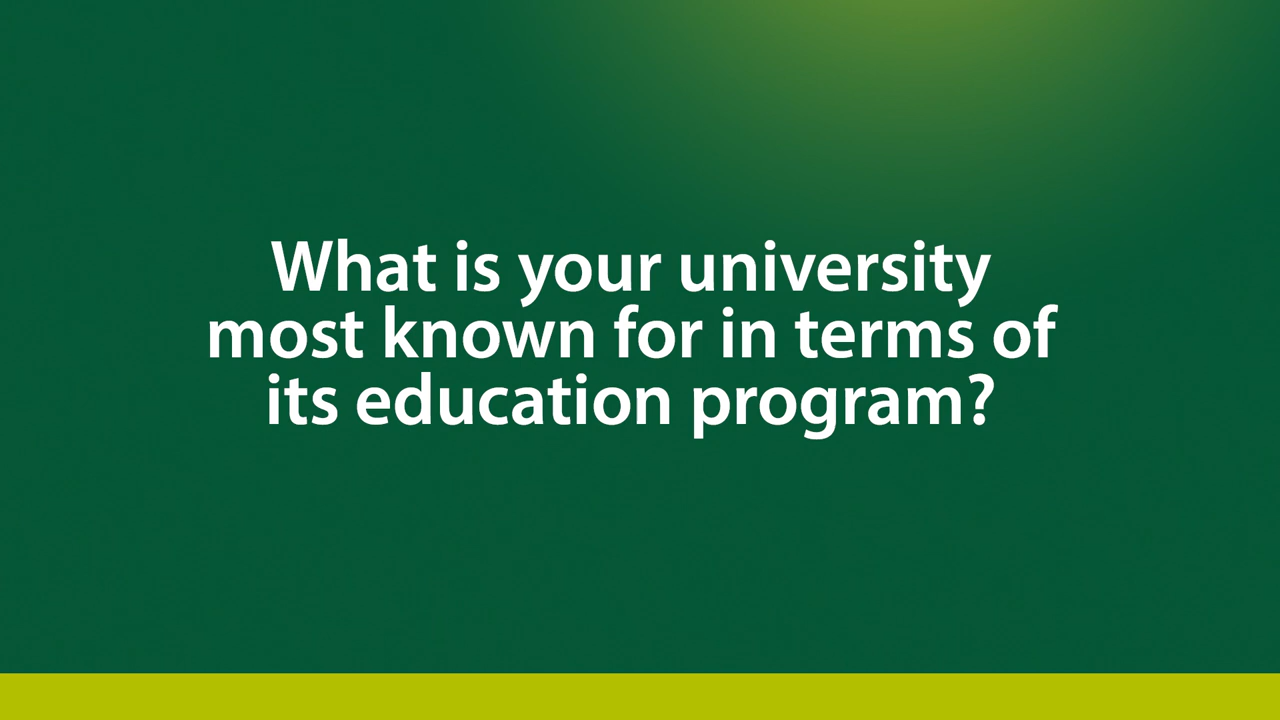 What is your university
most known for in terms of
its education program?